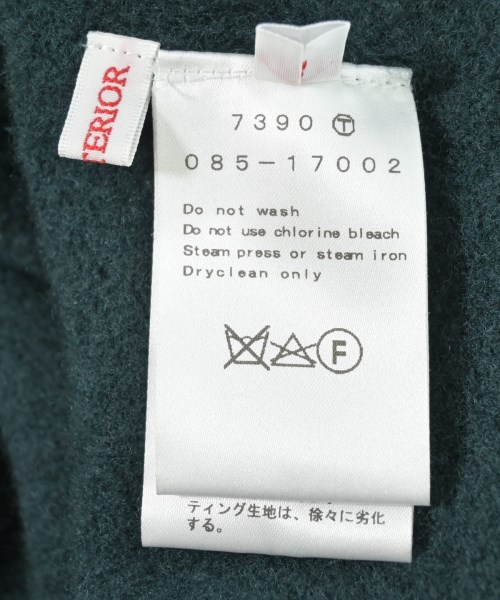 TERIOR
7390 Ⓣ
085-17002
Do not wash
Do not use chlorine bleach
Steam press or steam iron
Dryclean only
F
ティング生地は、徐々に劣化
する。